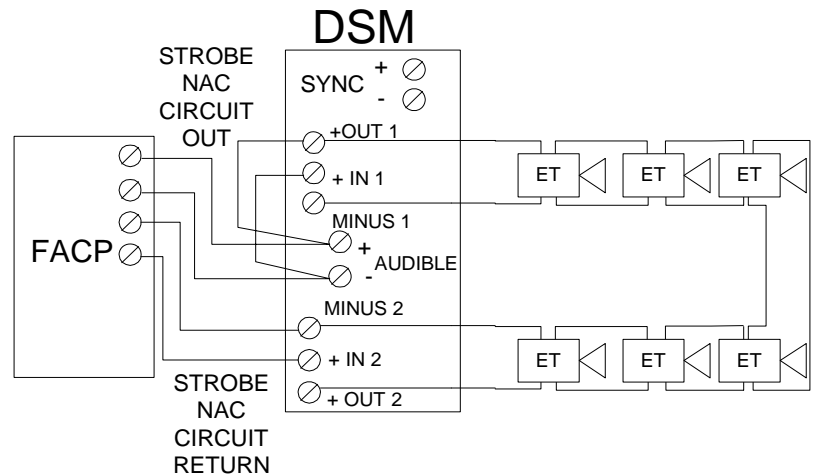 DSM
STROBE
NAC
CIRCUIT
OUT
SYNC
+
-
+OUT 1
+ IN 1
MINUS 1
+
AUDIBLE
-
MINUS 2
+ IN 2
+ OUT 2
FACP
STROBE
NAC
CIRCUIT
RETURN
ET
ET
ET
ET
ET
ET